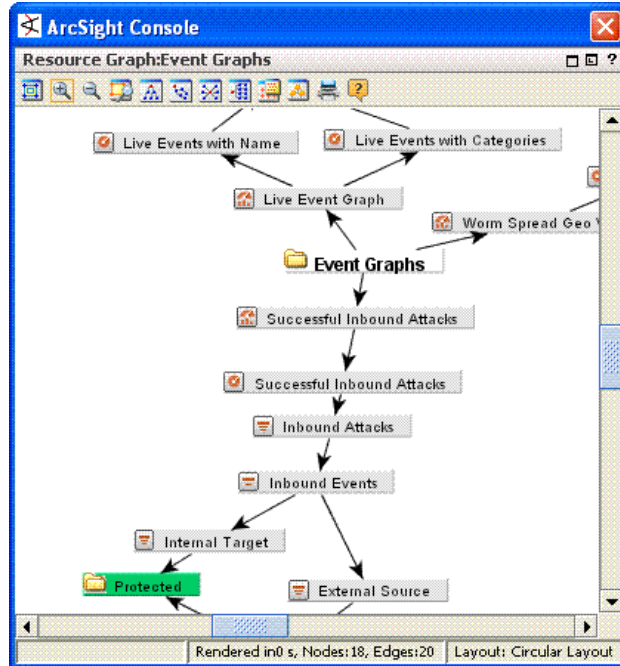 ArcSight Console
Resource Graph:Event Graphs
Live Events with Name
Live Events with Categories
Live Event Graph
Worm Spread Geo
Event Graphs
Successful Inbound Attacks
Successful Inbound Attacks
Inbound Attacks
Inbound Events
Internal Target
Protected
External Source
Rendered in0 s, Nodes:18, Edges:20
Layout: Circular Layout